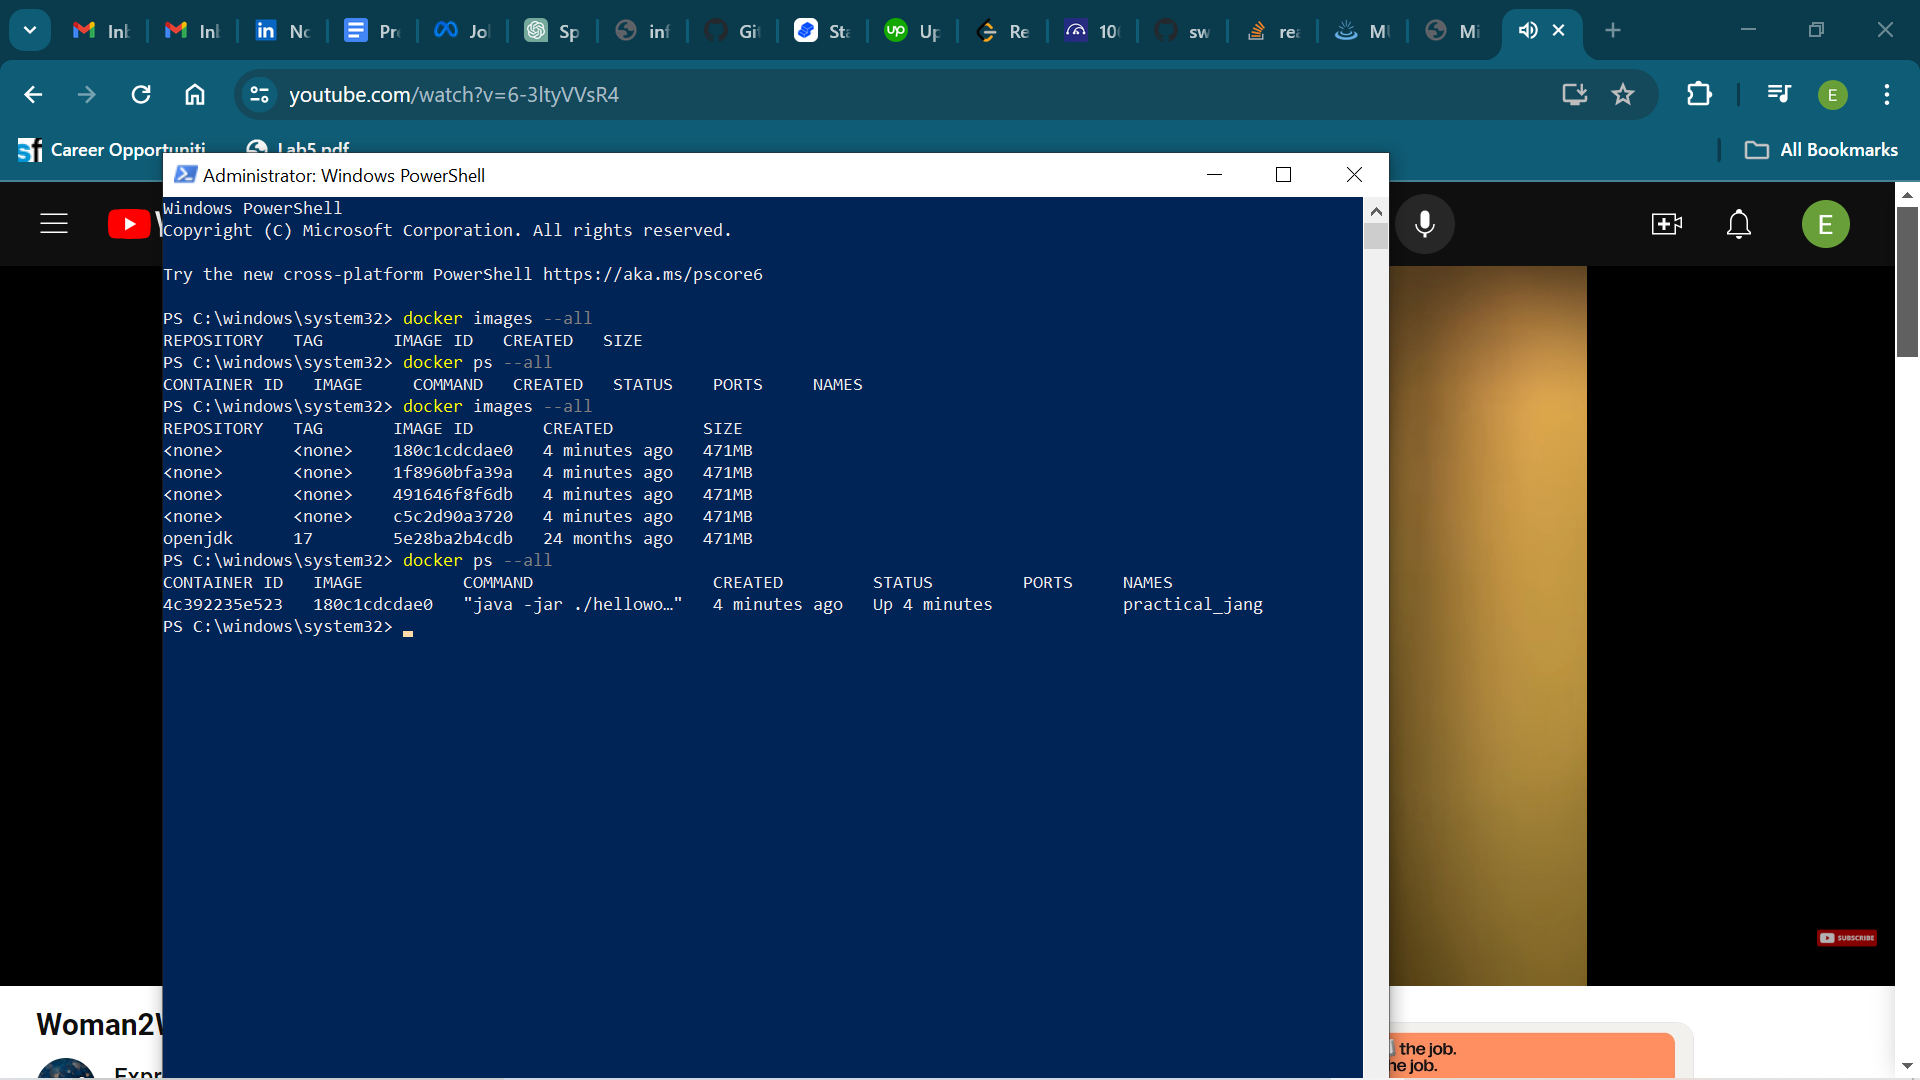 Inb
Inb
No
Pro
Jo
Sp
inf
Git
Sta
Up
Re
10
sw
rea
MU
Mi
youtube.com/watch?v=6-3ltyVVsR4
E
Career Opportuniti
Lab5.pdf
All Bookmarks
Administrator: Windows PowerShell
E
Windows PowerShell
Copyright (C) Microsoft Corporation. All rights reserved.
Try the new cross-platform PowerShell https://aka.ms/pscore6
PS C:\windows\system32> docker images --all
REPOSITORY   TAG       IMAGE ID   CREATED   SIZE
PS C:\windows\system32> docker ps --all
CONTAINER ID   IMAGE     COMMAND   CREATED   STATUS    PORTS     NAMES
PS C:\windows\system32> docker images --all
REPOSITORY   TAG       IMAGE ID       CREATED         SIZE
<none>       <none>    180c1cdcdae0   4 minutes ago   471MB
<none>       <none>    1f8960bfa39a   4 minutes ago   471MB
<none>       <none>    491646f8f6db   4 minutes ago   471MB
<none>       <none>    c5c2d90a3720   4 minutes ago   471MB
openjdk      17        5e28ba2b4cdb   24 months ago   471MB
PS C:\windows\system32> docker ps --all
CONTAINER ID   IMAGE          COMMAND                  CREATED         STATUS         PORTS     NAMES
4c392235e523   180c1cdcdae0   "java -jar ./hellowo…"   4 minutes ago   Up 4 minutes             practical_jang
PS C:\windows\system32>
SUBSCRIBE
Woman2W
Expr
the job.
he job.